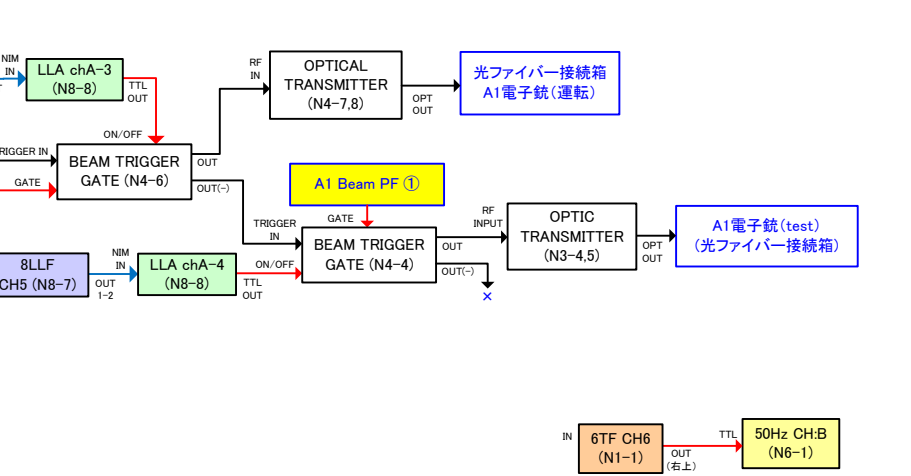 NIM
IN
LLA chA-3
(N8-8)
TTL
OUT
RF
IN
OPTICAL
TRANSMITTER
(N4-7,8)
OPT
OUT
光ファイバー接続箱
A1電子銃(運転)
ON/OFF
GATE
BEAM TRIGGER
GATE (N4-6)
OUT
OUT(-)
A1 Beam PF ①
TRIGGER
IN
GATE
BEAM TRIGGER
GATE (N4-4)
OUT
OUT(-)
×
RF
INPUT
OPTIC
TRANSMITTER
(N3-4,5)
OPT
OUT
A1電子銃(test)
(光ファイバー接続箱)
8LLF
CH5 (N8-7)
NIM
IN
OUT
1-2
LLA chA-4
(N8-8)
ON/OFF
TTL
OUT
IN
6TF CH6
(N1-1)
OUT
(右上)
TTL
50Hz CH:B
(N6-1)